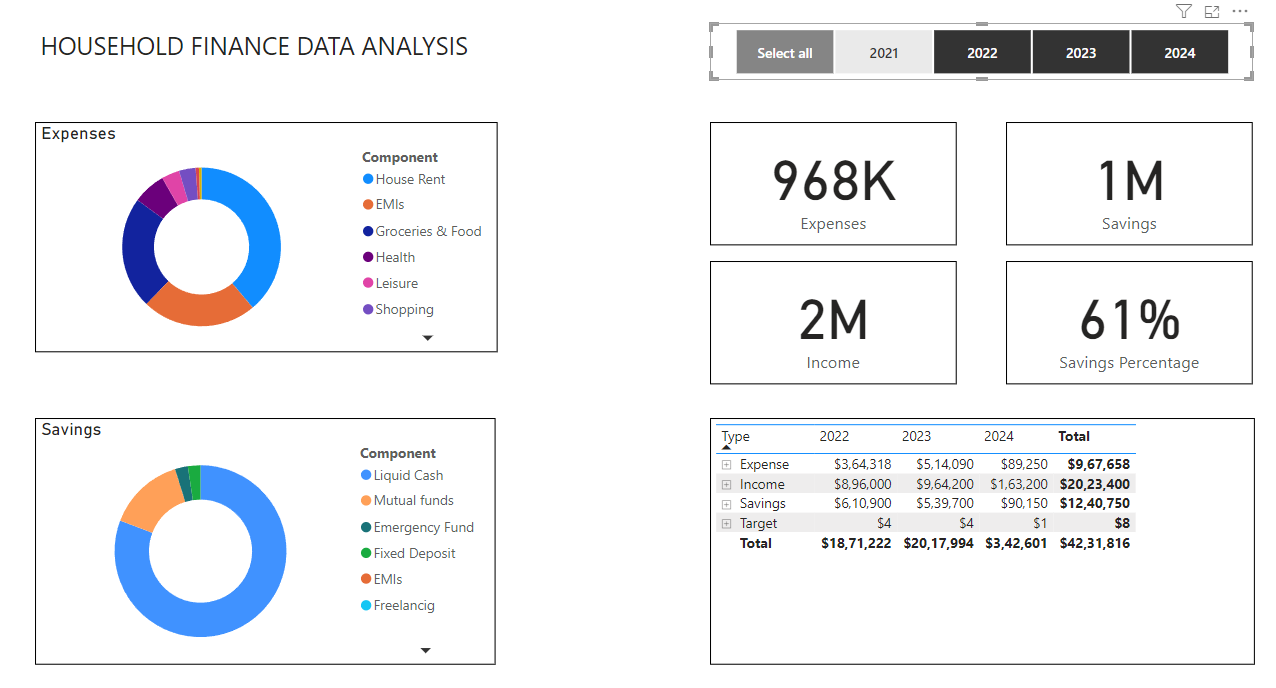 HOUSEHOLD FINANCE DATA ANALYSIS
Select all 2021 2022 2023 2024
Expenses
Component
House Rent
EMIs
Groceries & Food
Health
Leisure
Shopping
968K
Expenses
1M
Savings
2M
Income
61%
Savings Percentage
Savings
Component
Liquid Cash
Mutual funds
Emergency Fund
Fixed Deposit
EMIs
Freelancig
Type 2022 2023 2024 Total
Expense $3,64,318 $5,14,090 $89,250 $9,67,658
Income $8,96,000 $9,64,200 $1,63,200 $20,23,400
Savings $6,10,900 $5,39,700 $90,150 $12,40,750
Target $4 $4 $1 $8
Total $18,71,222 $20,17,994 $3,42,601 $42,31,816